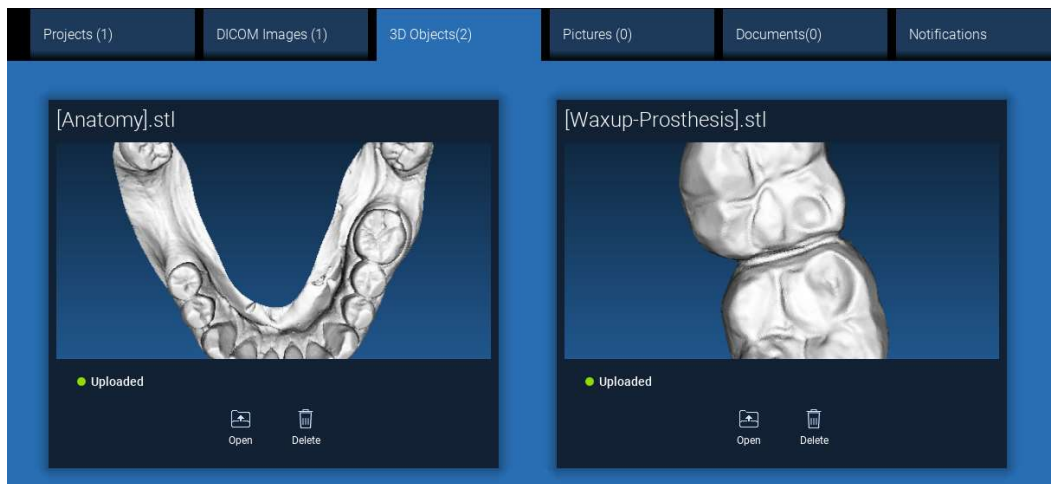 Projects (1)
DICOM Images (1)
3D Objects(2)
Pictures (0)
Documents(0)
Notifications
[Anatomy].stl
[Waxup-Prosthesis].stl
Uploaded
Uploaded
Open
Delete
Open
Delete